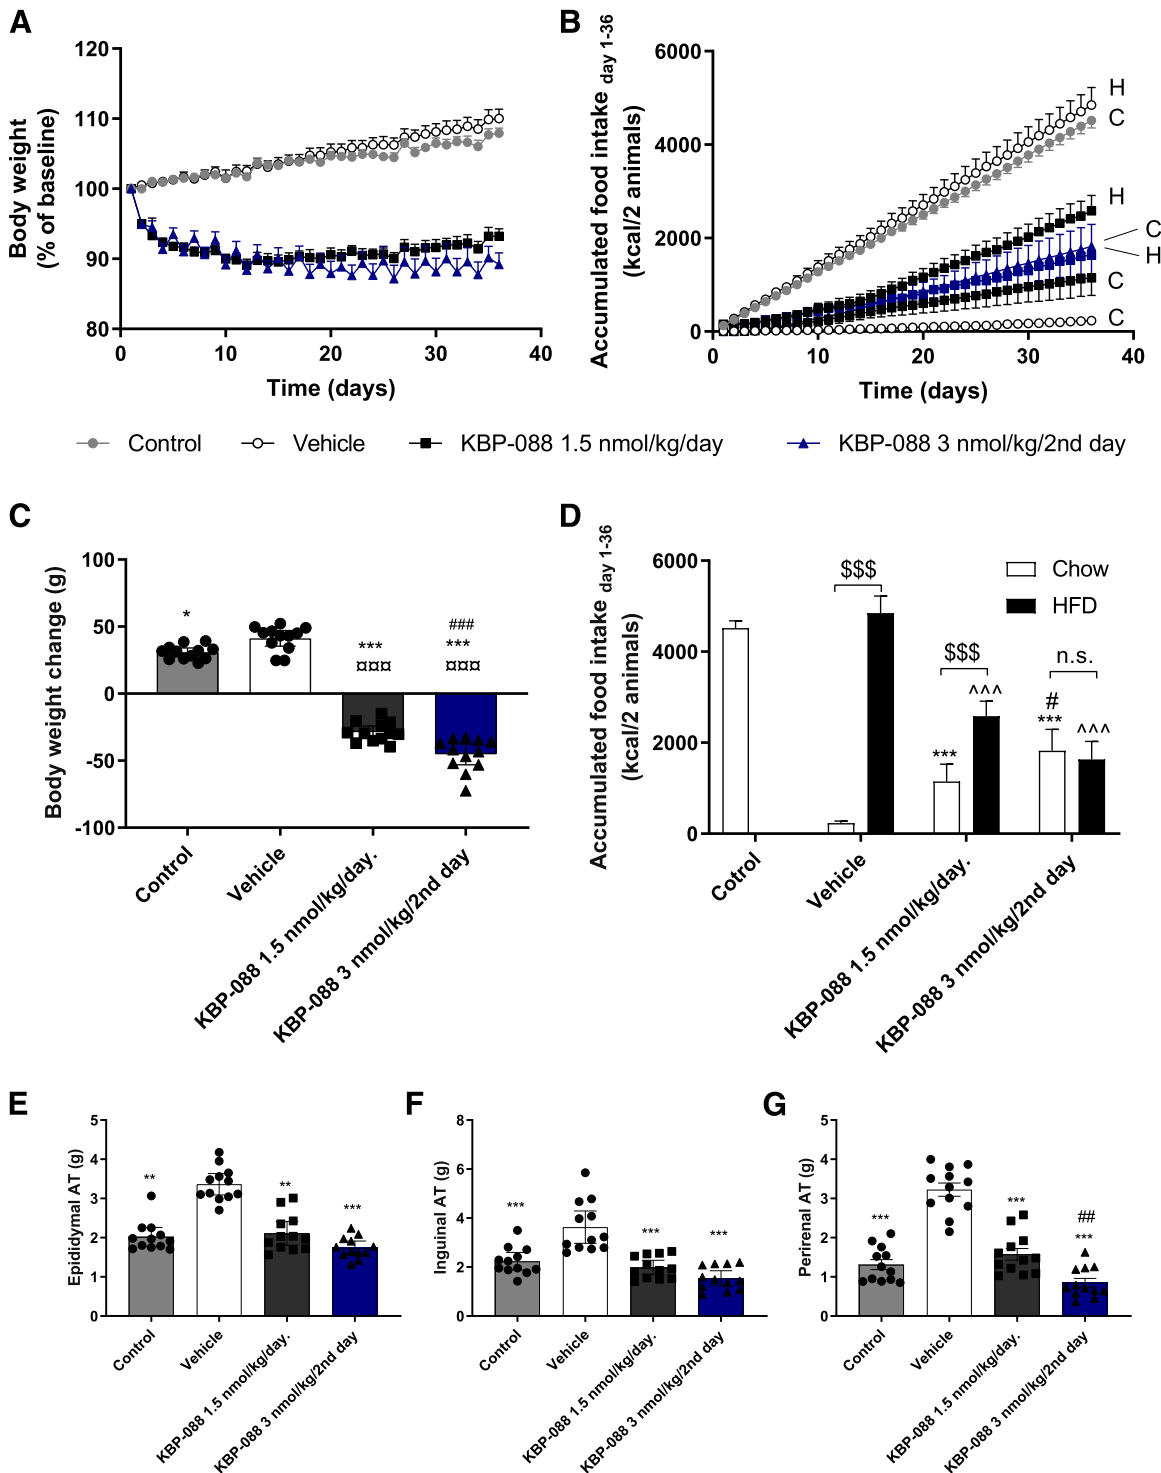 A
Body weight
(% of baseline)
120
110
100
90
80
0
10
20
30
40
Time (days)
B
Accumulated food intake day 1-36
(kcal/2 animals)
6000
4000
2000
0
0
10
20
30
40
Time (days)
H
C
H
C
H
C
C
Control
Vehicle
KBP-088 1.5 nmol/kg/day
KBP-088 3 nmol/kg/2nd day
C
Body weight change (g)
100
50
0
-50
-100
*
***
¤¤¤
###
***
¤¤¤
Control
Vehicle
KBP-088 1.5 nmol/kg/day.
KBP-088 3 nmol/kg/2nd day
D
Accumulated food intake day 1-36
(kcal/2 animals)
6000
4000
2000
0
Chow
HFD
$$$
$$$
n.s.
***
^^^
#
***
^^^
Cotrol
Vehicle
KBP-088 1.5 nmol/kg/day.
KBP-088 3 nmol/kg/2nd day
E
Epididymal AT (g)
5
4
3
2
1
0
**
**
***
Control
Vehicle
KBP-088 1.5 nmol/kg/day.
KBP-088 3 nmol/kg/2nd day
F
Inguinal AT (g)
8
6
4
2
0
***
***
***
Control
Vehicle
KBP-088 1.5 nmol/kg/day.
KBP-088 3 nmol/kg/2nd day
G
Perirenal AT (g)
5
4
3
2
1
0
***
***
##
***
Control
Vehicle
KBP-088 1.5 nmol/kg/day.
KBP-088 3 nmol/kg/2nd day